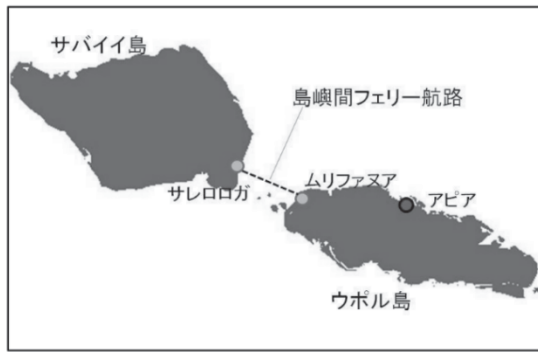 サバイイ島
島嶼間フェリー航路
サレロロガ
ムリファヌア
アピア
ウポル島